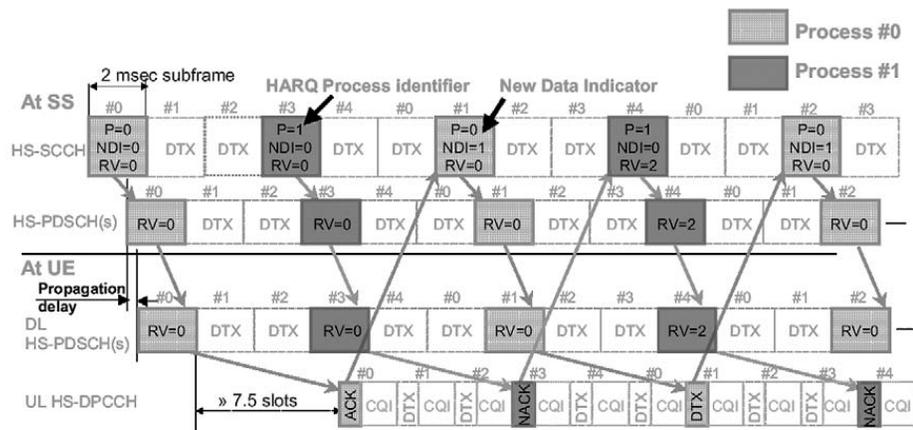 Process #0
Process #1
2 msec subframe
HARQ Process identifier
New Data Indicator
At SS
#0 #1 #2 #3 #4 #0 #1 #2 #3 #4 #0 #1 #2 #3
HS-SCCH
P=0 NDI=0 RV=0
DTX
DTX
P=1 NDI=0 RV=0
DTX
DTX
P=0 NDI=1 RV=0
DTX
DTX
P=1 NDI=0 RV=2
DTX
DTX
P=0 NDI=1 RV=0
DTX
#0 #1 #2 #3 #4 #0 #1 #2 #3 #4 #0 #1 #2
HS-PDSCH(s)
RV=0 DTX DTX RV=0 DTX DTX RV=0 DTX DTX RV=2 DTX DTX RV=0
At UE
Propagation
delay
#0 #1 #2 #3 #4 #0 #1 #2 #3 #4 #0 #1 #2
DL
HS-PDSCH(s)
RV=0 DTX DTX RV=0 DTX DTX RV=0 DTX DTX RV=2 DTX DTX RV=0
#0 #1 #2 #3 #4 #0 #1 #2 #3 #4
UL HS-DPCCH
» 7.5 slots
ACK CQI DTX CQI DTX CQI NACK CQI DTX CQI DTX CQI DTX CQI DTX CQI DTX CQI NACK CQI